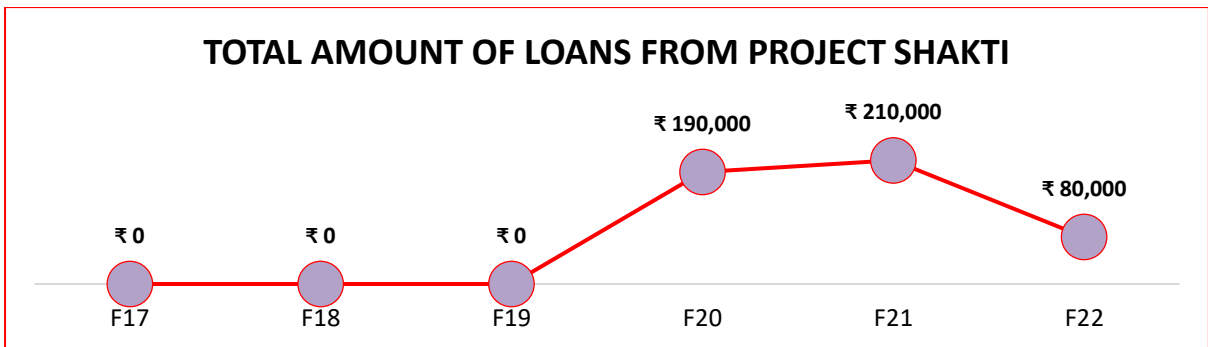 TOTAL AMOUNT OF LOANS FROM PROJECT SHAKTI
₹ 0
₹ 0
₹ 0
₹ 190,000
₹ 210,000
₹ 80,000
F17
F18
F19
F20
F21
F22